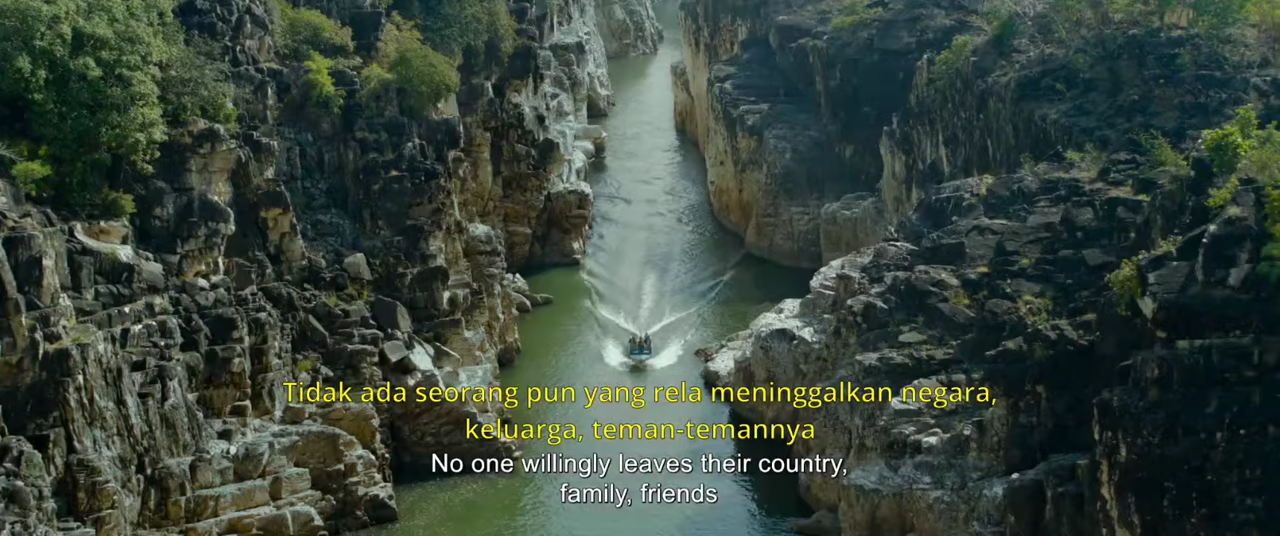 Tidak ada seorang pun yang rela meninggalkan negara,
keluarga, teman-temannya
No one willingly leaves their country,
family, friends